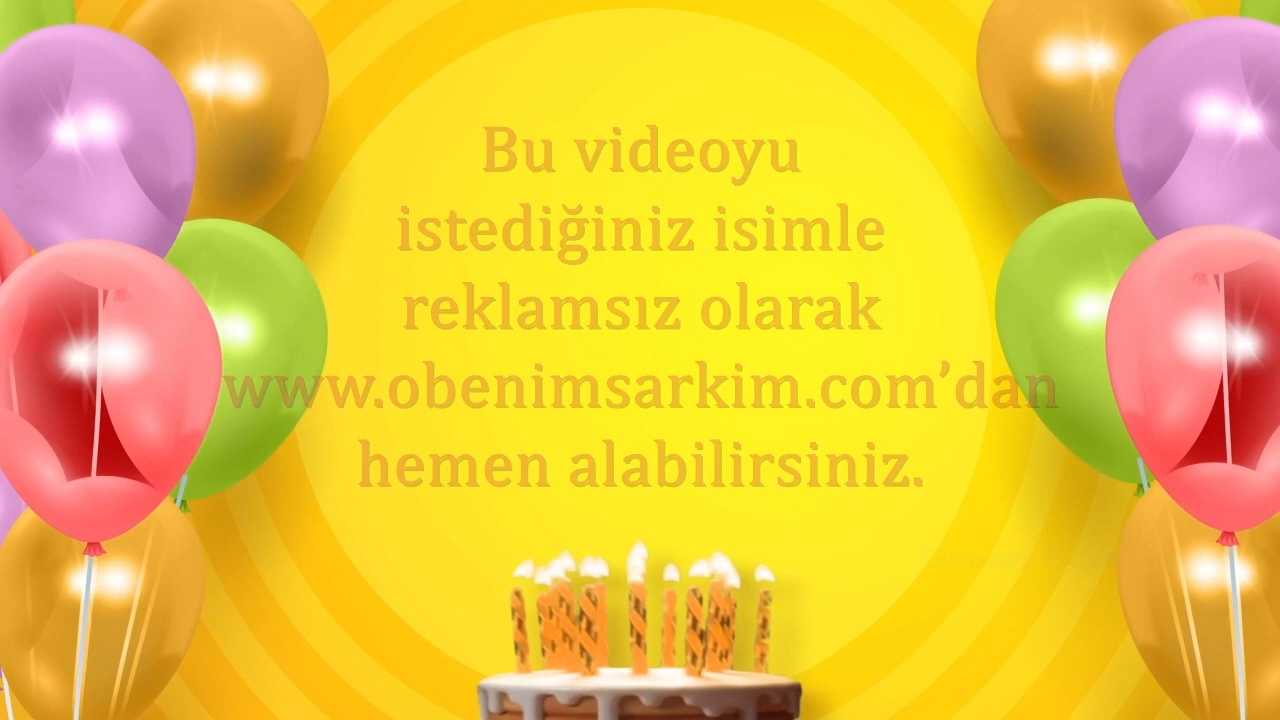 Bu videoyu
istediğiniz isimle
reklamsız olarak
www.obenimsarkim.com’dan
hemen alabilirsiniz.